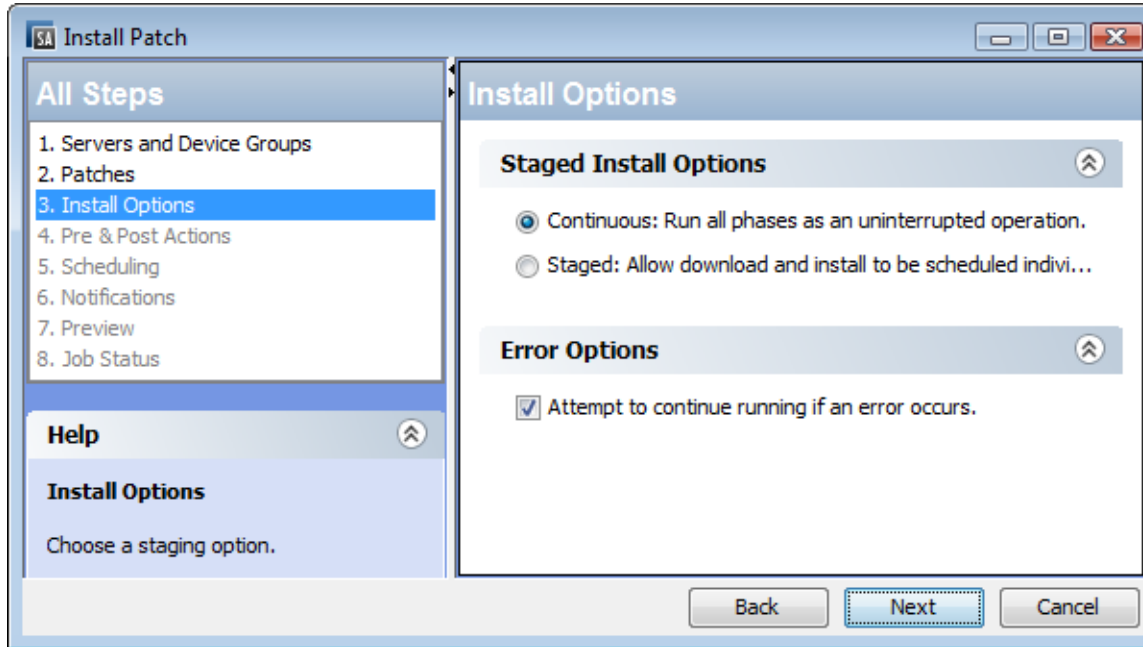 SA Install Patch
All Steps
1. Servers and Device Groups
2. Patches
3. Install Options
4. Pre & Post Actions
5. Scheduling
6. Notifications
7. Preview
8. Job Status
Help
Install Options
Choose a staging option.
Install Options
Staged Install Options
Continuous: Run all phases as an uninterrupted operation.
Staged: Allow download and install to be scheduled indivi...
Error Options
Attempt to continue running if an error occurs.
Back Next Cancel